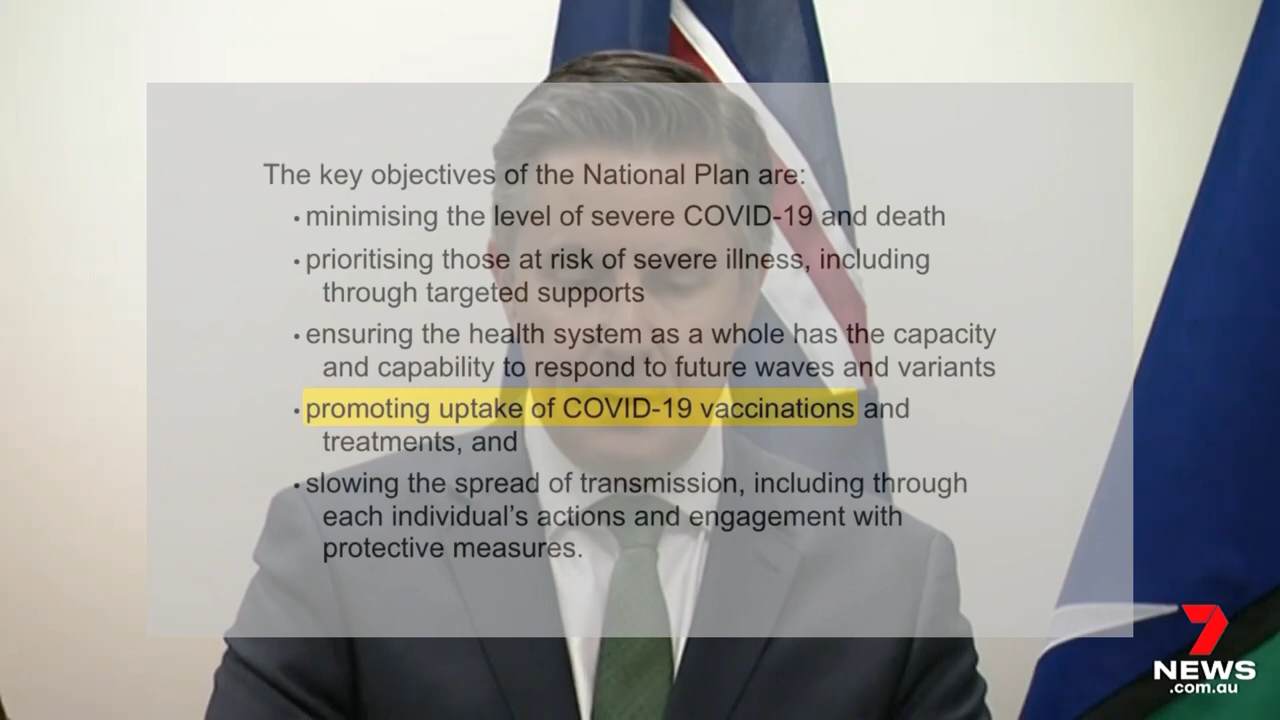 The key objectives of the National Plan are:
• minimising the level of severe COVID-19 and death
• prioritising those at risk of severe illness, including
through targeted supports
• ensuring the health system as a whole has the capacity
and capability to respond to future waves and variants
• promoting uptake of COVID-19 vaccinations and
treatments, and
• slowing the spread of transmission, including through
each individual’s actions and engagement with
protective measures.
7
NEWS
.com.au